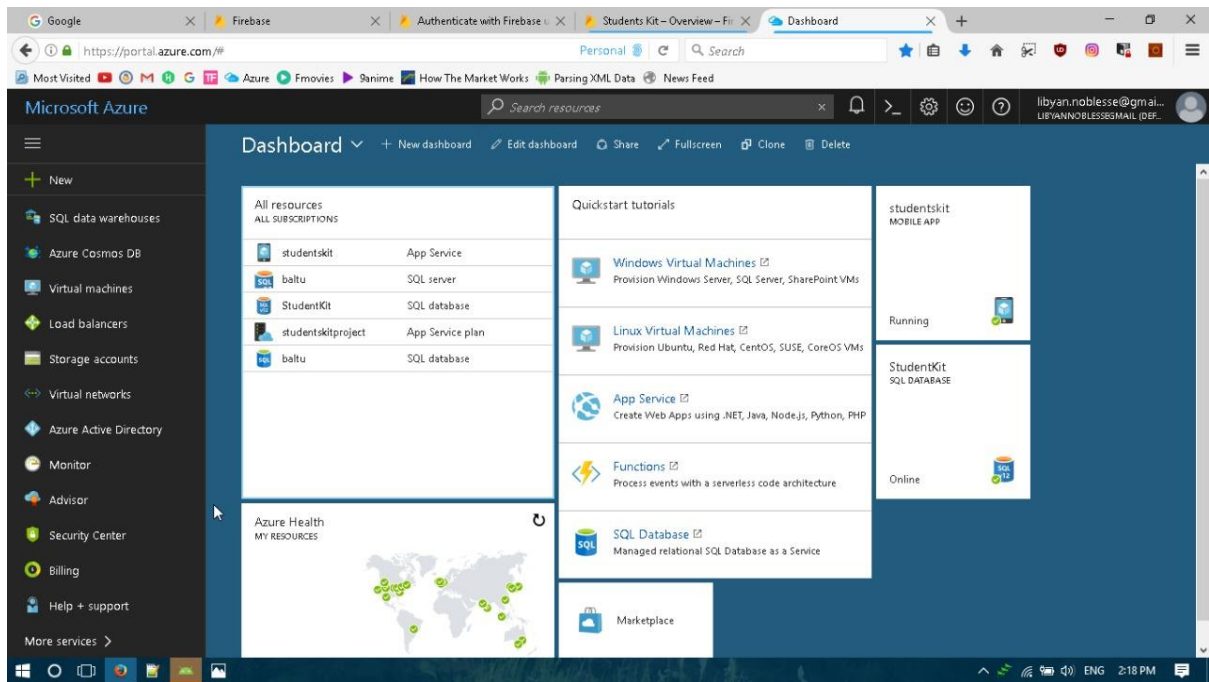 Google
Firebase
Authenticate with Firebase u
Students Kit – Overview – Fir
Dashboard
https://portal.azure.com/#
Personal
Search
Most Visited
Azure
Fmovies
9anime
How The Market Works
Parsing XML Data
News Feed
Microsoft Azure
Search resources
libyan.noblesse@gmai...
LIBYANNOBLESSEGMAIL (DEF...
Dashboard
New dashboard
Edit dashboard
Share
Fullscreen
Clone
Delete
New
SQL data warehouses
Azure Cosmos DB
Virtual machines
Load balancers
Storage accounts
Virtual networks
Azure Active Directory
Monitor
Advisor
Security Center
Billing
Help + support
More services >
All resources
ALL SUBSCRIPTIONS
studentskit App Service
baltu SQL server
StudentKit SQL database
studentskitproject App Service plan
baltu SQL database
Azure Health
MY RESOURCES
Quickstart tutorials
Windows Virtual Machines
Provision Windows Server, SQL Server, SharePoint VMs
Linux Virtual Machines
Provision Ubuntu, Red Hat, CentOS, SUSE, CoreOS VMs
App Service
Create Web Apps using .NET, Java, Node.js, Python, PHP
Functions
Process events with a serverless code architecture
SQL Database
Managed relational SQL Database as a Service
Marketplace
studentskit
MOBILE APP
Running
StudentKit
SQL DATABASE
Online
ENG 2:18 PM